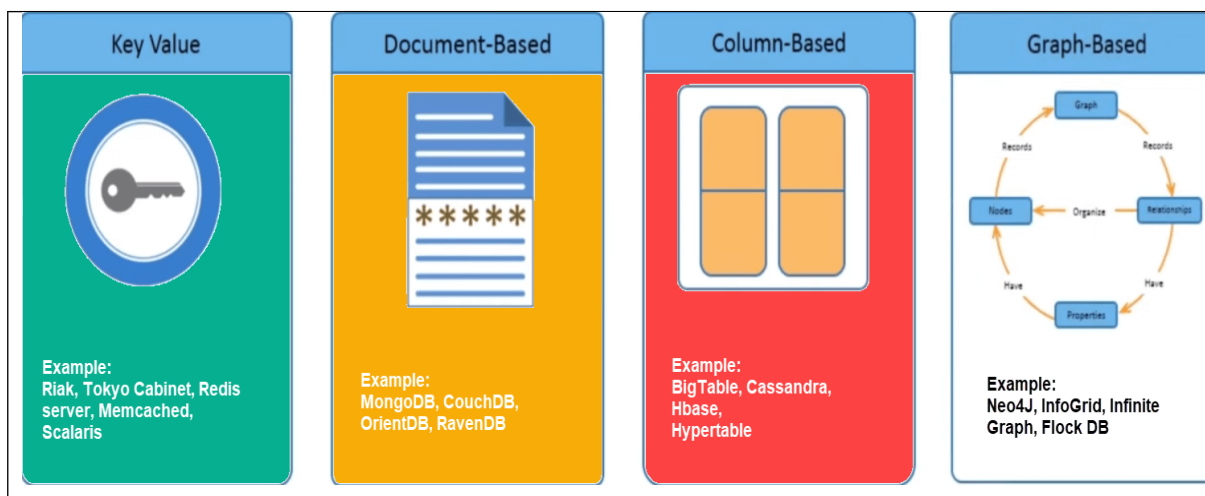 Key Value
Example:
Riak, Tokyo Cabinet, Redis
server, Memcached,
Scalaris
Document-Based
*****
Example:
MongoDB, CouchDB,
OrientDB, RavenDB
Column-Based
Example:
BigTable, Cassandra,
Hbase,
Hypertable
Graph-Based
Graph
Records
Records
Nodes
Organize
Relationships
Have
Have
Properties
Example:
Neo4J, InfoGrid, Infinite
Graph, Flock DB